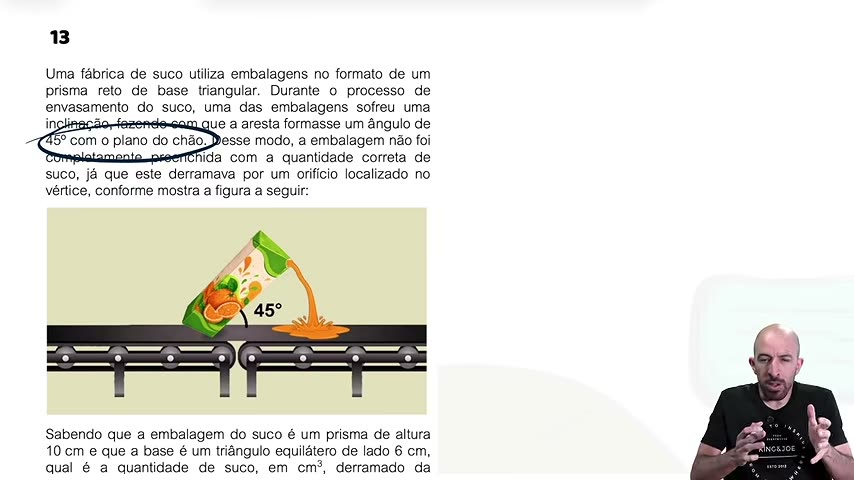 13
Uma fábrica de suco utiliza embalagens no formato de um
prisma reto de base triangular. Durante o processo de
envasamento do suco, uma das embalagens sofreu uma
inclinação, fazendo com que a aresta formasse um ângulo de
45º com o plano do chão. Desse modo, a embalagem não foi
completamente preenchida com a quantidade correta de
suco, já que este derramava por um orifício localizado no
vértice, conforme mostra a figura a seguir:
45°
Sabendo que a embalagem do suco é um prisma de altura
10 cm e que a base é um triângulo equilátero de lado 6 cm,
qual é a quantidade de suco, em cm³, derramado da
KING&JOE
ESTD 2012